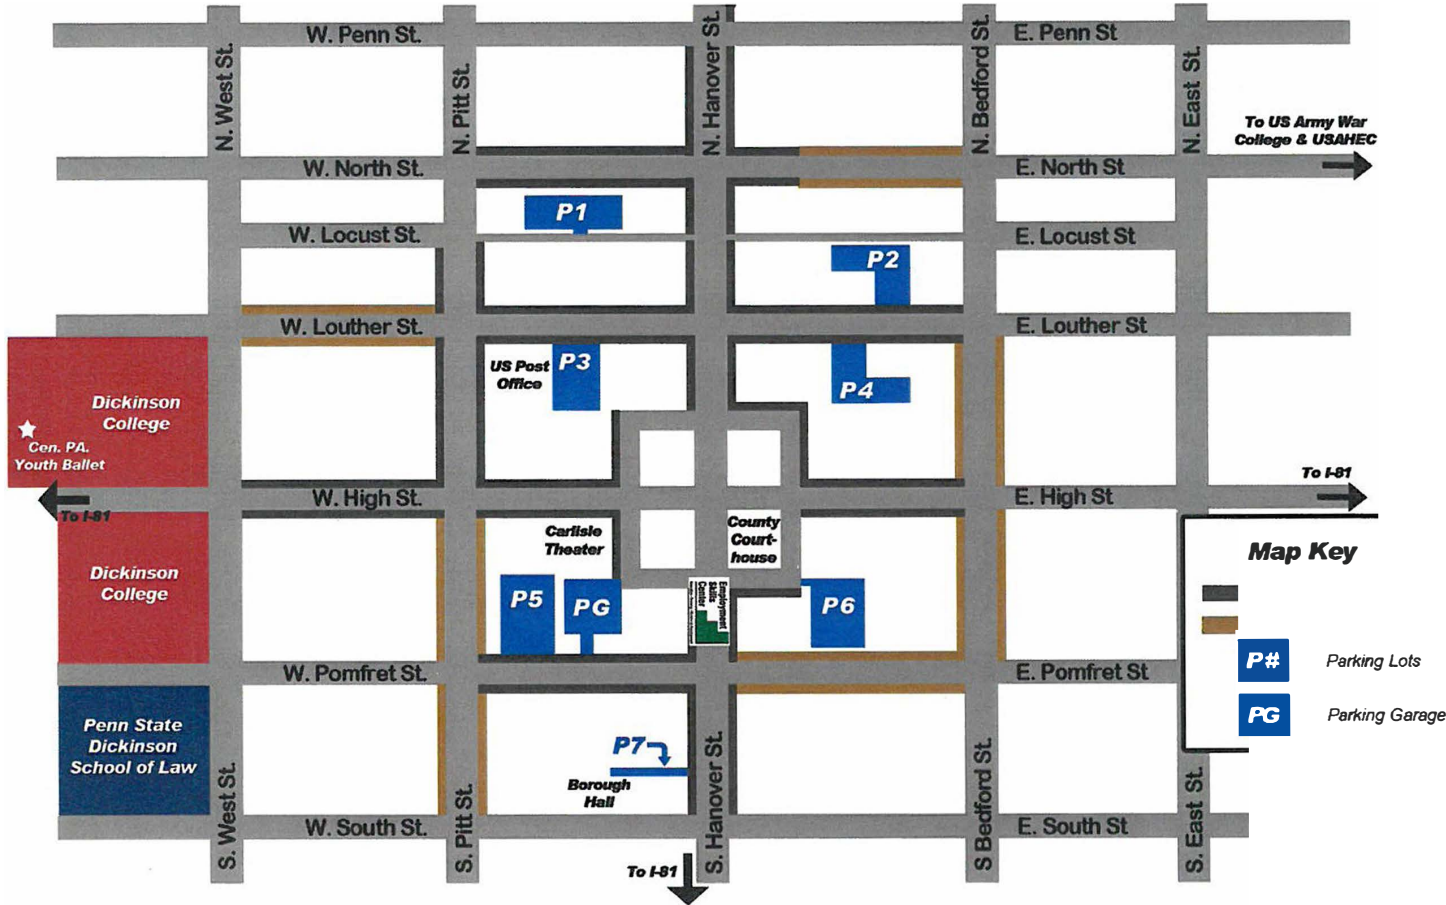 W. Penn St.
E. Penn St
N. West St.
N. Pitt St.
N. Hanover St.
N. Bedford St.
N. East St.
To US Army War
College & USAHEC
W. North St.
E. North St
P1
W. Locust St.
E. Locust St
P2
W. Louther St.
E. Louther St
US Post
Office
P3
P4
Dickinson
College
Cen. PA.
Youth Ballet
To I-81
W. High St.
E. High St
To I-81
Carlisle
Theater
County
Court-
house
Map Key
Dickinson
College
P5
PG
Employment
Skills
Center
P6
P#
Parking Lots
W. Pomfret St.
E. Pomfret St
PG
Parking Garage
Penn State
Dickinson
School of Law
P7
Borough
Hall
W. South St.
E. South St
S. West St.
S. Pitt St.
S. Hanover St.
S Bedford St.
S. East St.
To I-81